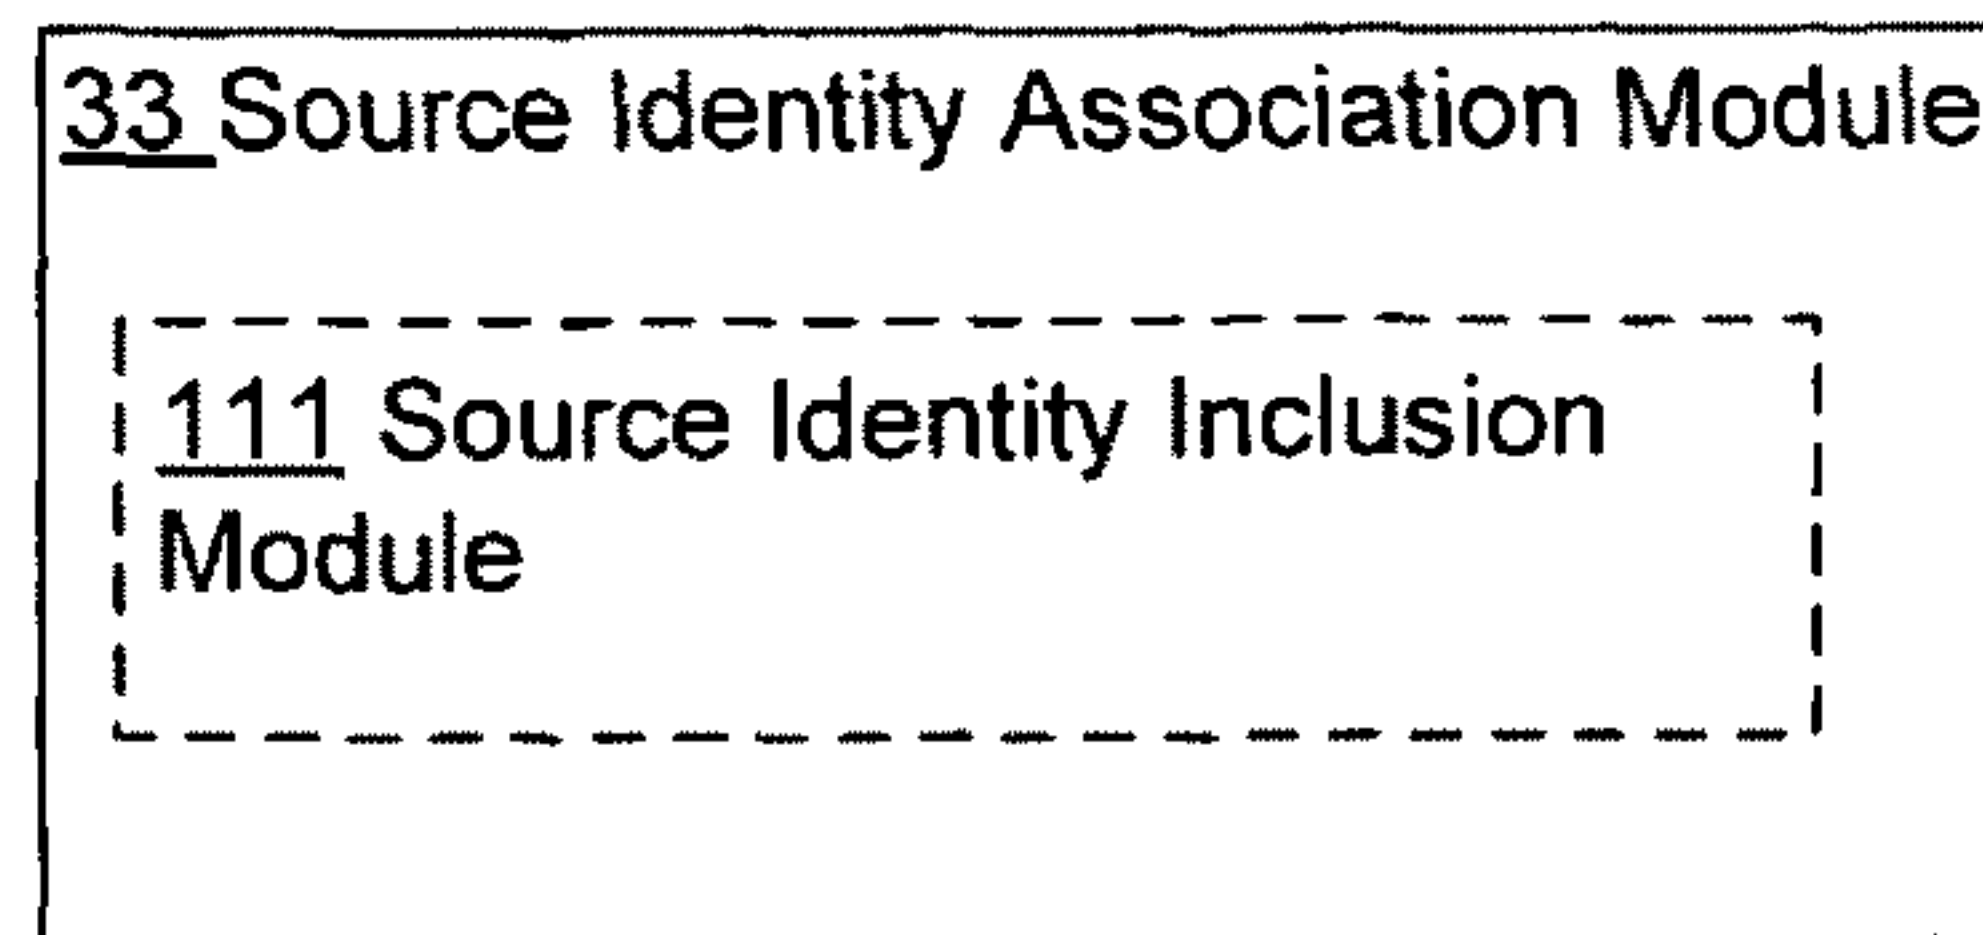 33 Source Identity Association Module
111 Source Identity Inclusion
Module